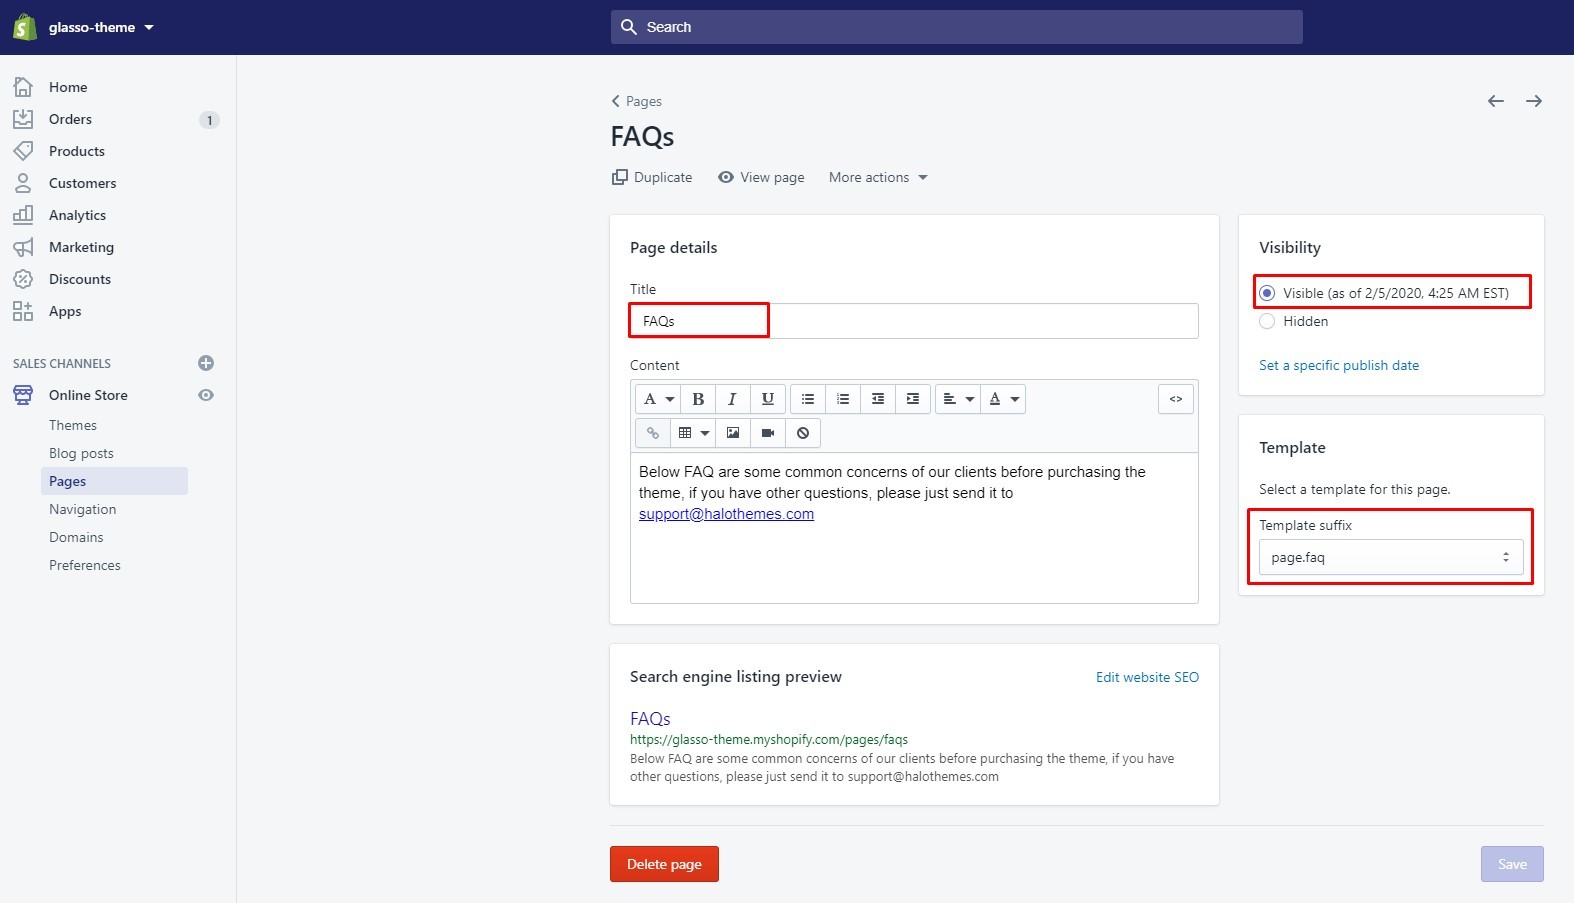 glasso-theme
Search
Home
Orders
1
Products
Customers
Analytics
Marketing
Discounts
Apps
SALES CHANNELS
Online Store
Themes
Blog posts
Pages
Navigation
Domains
Preferences
Pages
FAQs
Duplicate
View page
More actions
Page details
Title
FAQs
Content
A B I U A <>
Below FAQ are some common concerns of our clients before purchasing the
theme, if you have other questions, please just send it to
support@halothemes.com
Search engine listing preview
Edit website SEO
FAQs
https://glasso-theme.myshopify.com/pages/faqs
Below FAQ are some common concerns of our clients before purchasing the theme, if you have
other questions, please just send it to support@halothemes.com
Visibility
Visible (as of 2/5/2020, 4:25 AM EST)
Hidden
Set a specific publish date
Template
Select a template for this page.
Template suffix
page.faq
Delete page
Save